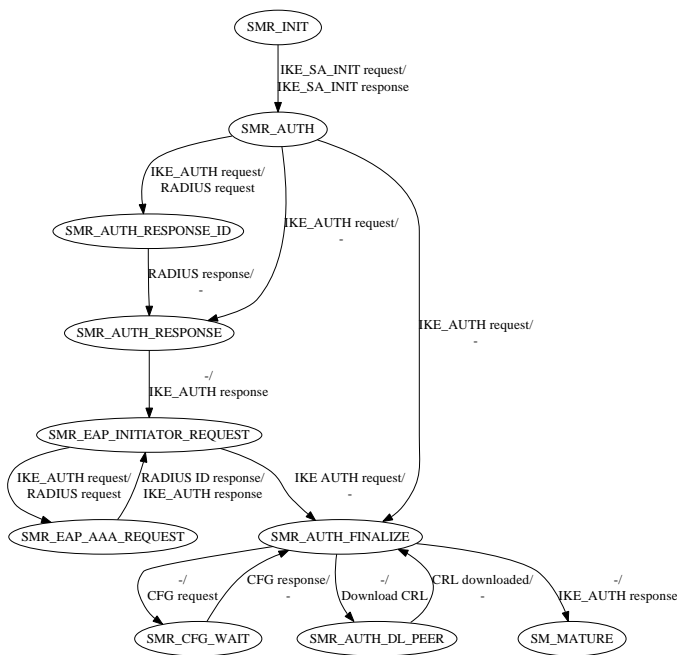 SMR_INIT
IKE_SA_INIT request/
IKE_SA_INIT response
SMR_AUTH
IKE_AUTH request/
RADIUS request
IKE_AUTH request/
-
SMR_AUTH_RESPONSE_ID
RADIUS response/
-
IKE_AUTH request/
-
SMR_AUTH_RESPONSE
-/
IKE_AUTH response
SMR_EAP_INITIATOR_REQUEST
IKE_AUTH request/
RADIUS request
RADIUS ID response/
IKE_AUTH response
IKE AUTH request/
-
SMR_EAP_AAA_REQUEST
SMR_AUTH_FINALIZE
-/
CFG request
CFG response/
-
-/
Download CRL
CRL downloaded/
-
-/
IKE_AUTH response
SMR_CFG_WAIT
SMR_AUTH_DL_PEER
SM_MATURE